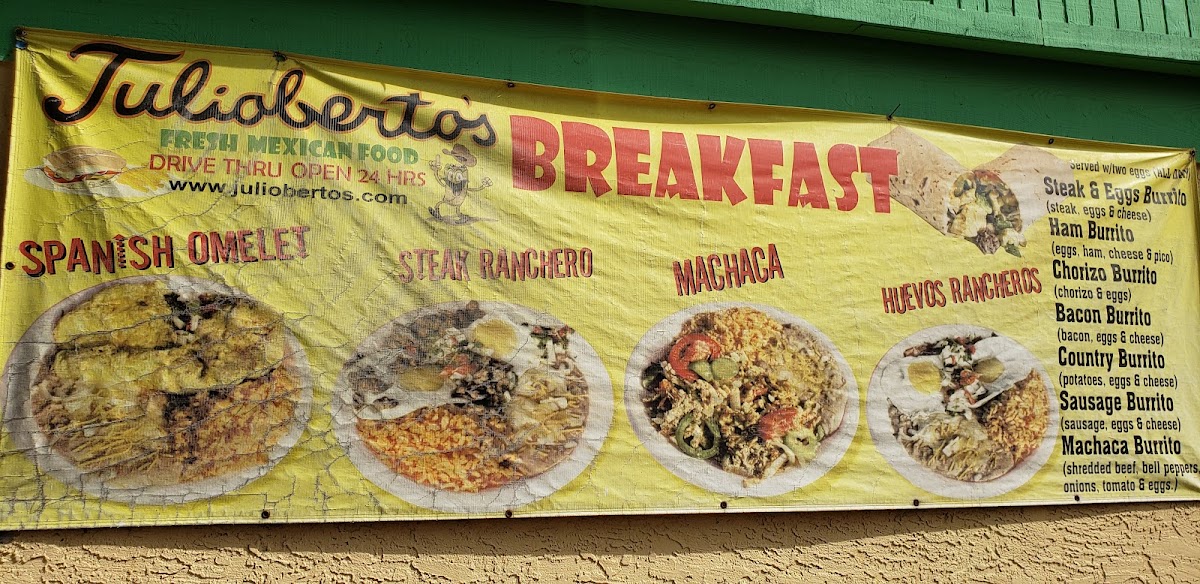 Julioberto's
FRESH MEXICAN FOOD
DRIVE THRU OPEN 24 HRS
www.juliobertos.com
BREAKFAST
SPANISH OMELET
STEAK RANCHERO
MACHACA
HUEVOS RANCHEROS
Served w/two eggs
Steak & Eggs Burrito
(steak, eggs & cheese)
Ham Burrito
(eggs, ham, cheese & pico)
Chorizo Burrito
(chorizo & eggs)
Bacon Burrito
(bacon, eggs & cheese)
Country Burrito
(potatoes, eggs & cheese)
Sausage Burrito
(sausage, eggs & cheese)
Machaca Burrito
(shredded beef, bell peppers,
onions, tomato & eggs.)